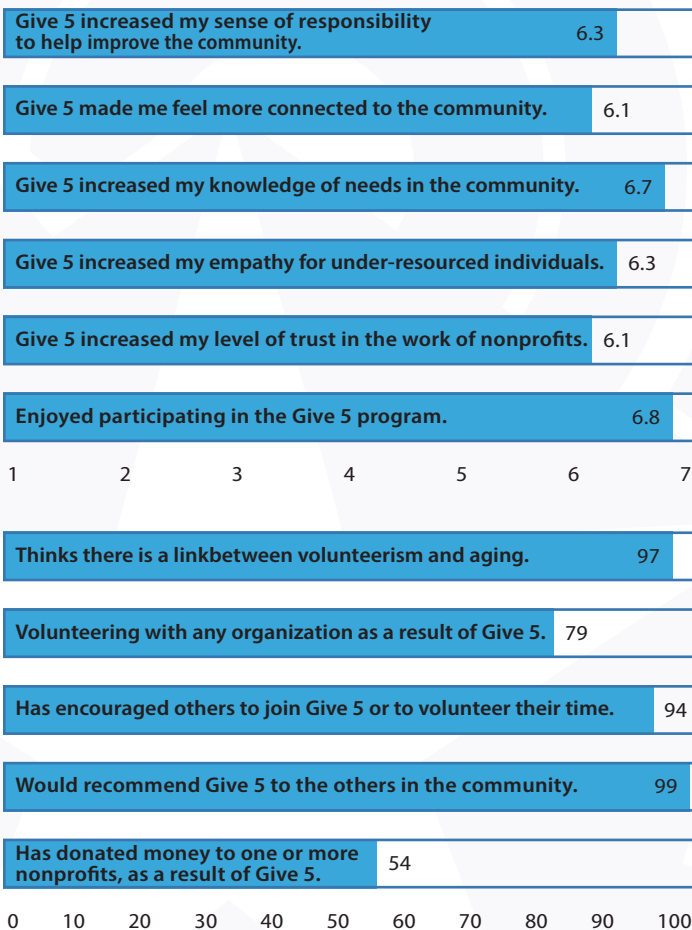 Give 5 increased my sense of responsibility
to help improve the community. 6.3
Give 5 made me feel more connected to the community. 6.1
Give 5 increased my knowledge of needs in the community. 6.7
Give 5 increased my empathy for under-resourced individuals. 6.3
Give 5 increased my level of trust in the work of nonprofits. 6.1
Enjoyed participating in the Give 5 program. 6.8
1 2 3 4 5 6 7
Thinks there is a linkbetween volunteerism and aging. 97
Volunteering with any organization as a result of Give 5. 79
Has encouraged others to join Give 5 or to volunteer their time. 94
Would recommend Give 5 to the others in the community. 99
Has donated money to one or more
nonprofits, as a result of Give 5. 54
0 10 20 30 40 50 60 70 80 90 100